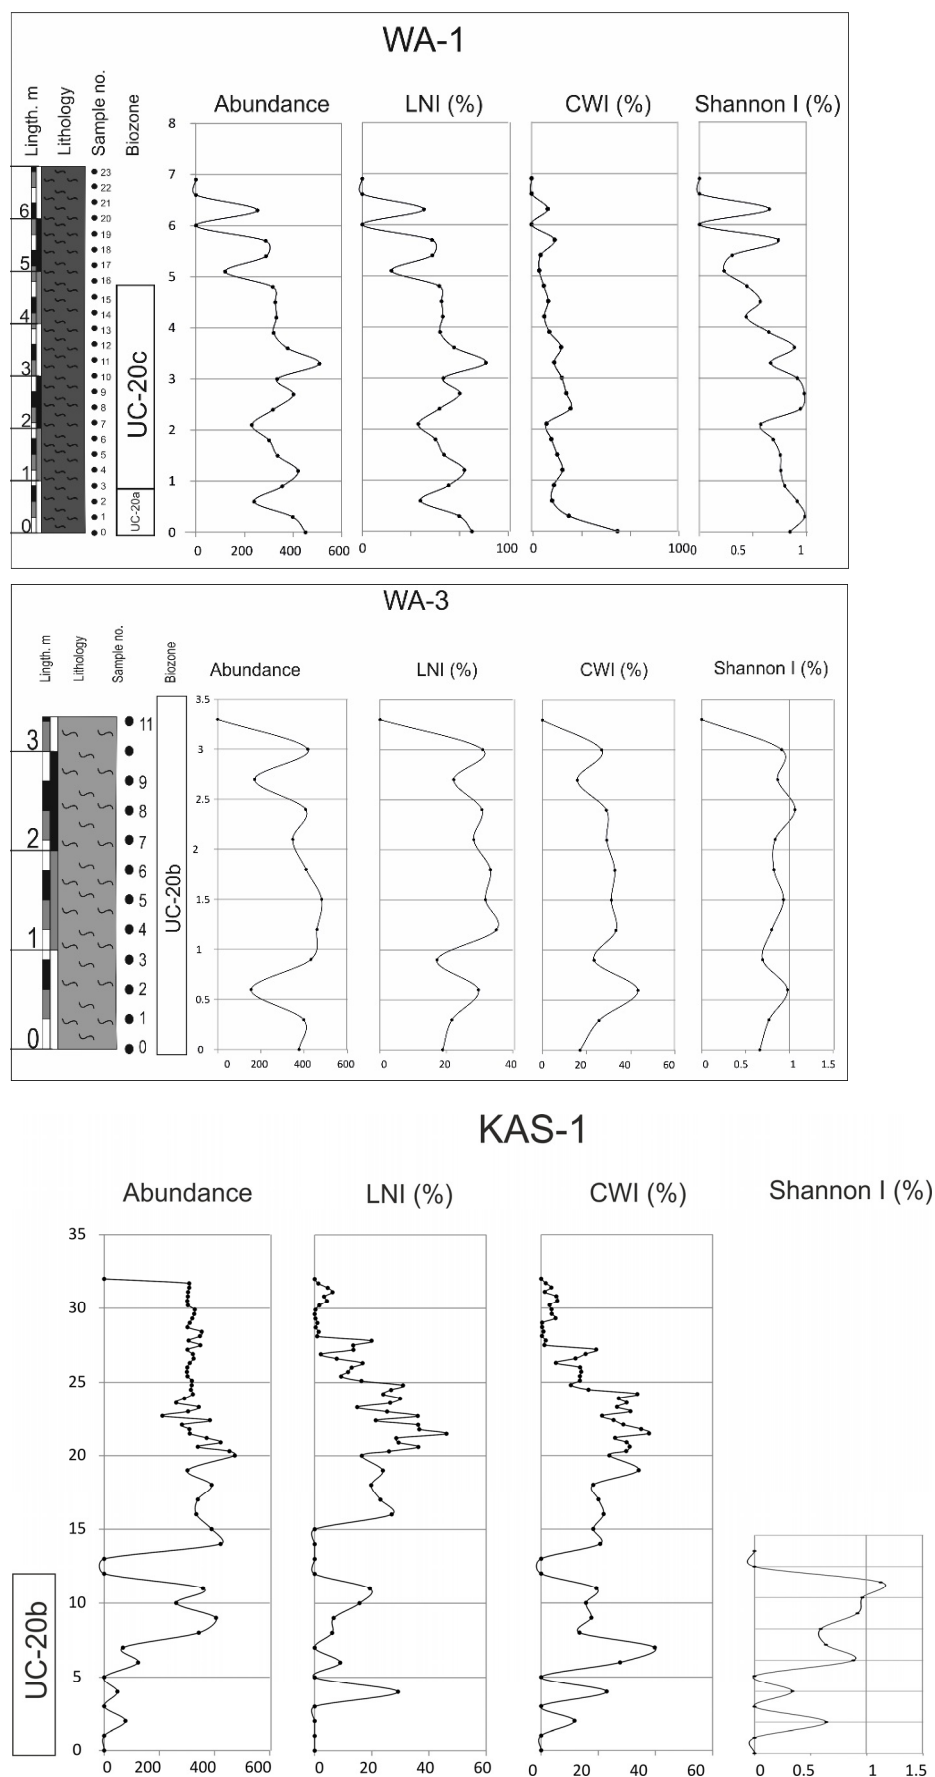 WA-1
Lingth. m
Lithology
Sample no.
Biozone
Abundance
LNI (%)
CWI (%)
Shannon I (%)
8
7
6
5
4
3
2
1
0
6
5
4
3
2
1
0
23
22
21
20
19
18
17
16
15
14
13
12
11
10
9
8
7
6
5
4
3
2
1
0
UC-20c
UC-20a
0 200 400 600
0 100
0 100
0 0.5 1
WA-3
Lingth. m
Lithology
Sample no.
Biozone
Abundance
LNI (%)
CWI (%)
Shannon I (%)
3
2
1
0
11
9
8
7
6
5
4
3
2
1
0
UC-20b
3.5
3
2.5
2
1.5
1
0.5
0
0 200 400 600
0 20 40
0 20 40 60
0 0.5 1 1.5
KAS-1
Abundance
LNI (%)
CWI (%)
Shannon I (%)
35
30
25
20
15
10
5
0
UC-20b
0 200 400 600
0 20 40 60
0 20 40 60
0 0.5 1 1.5